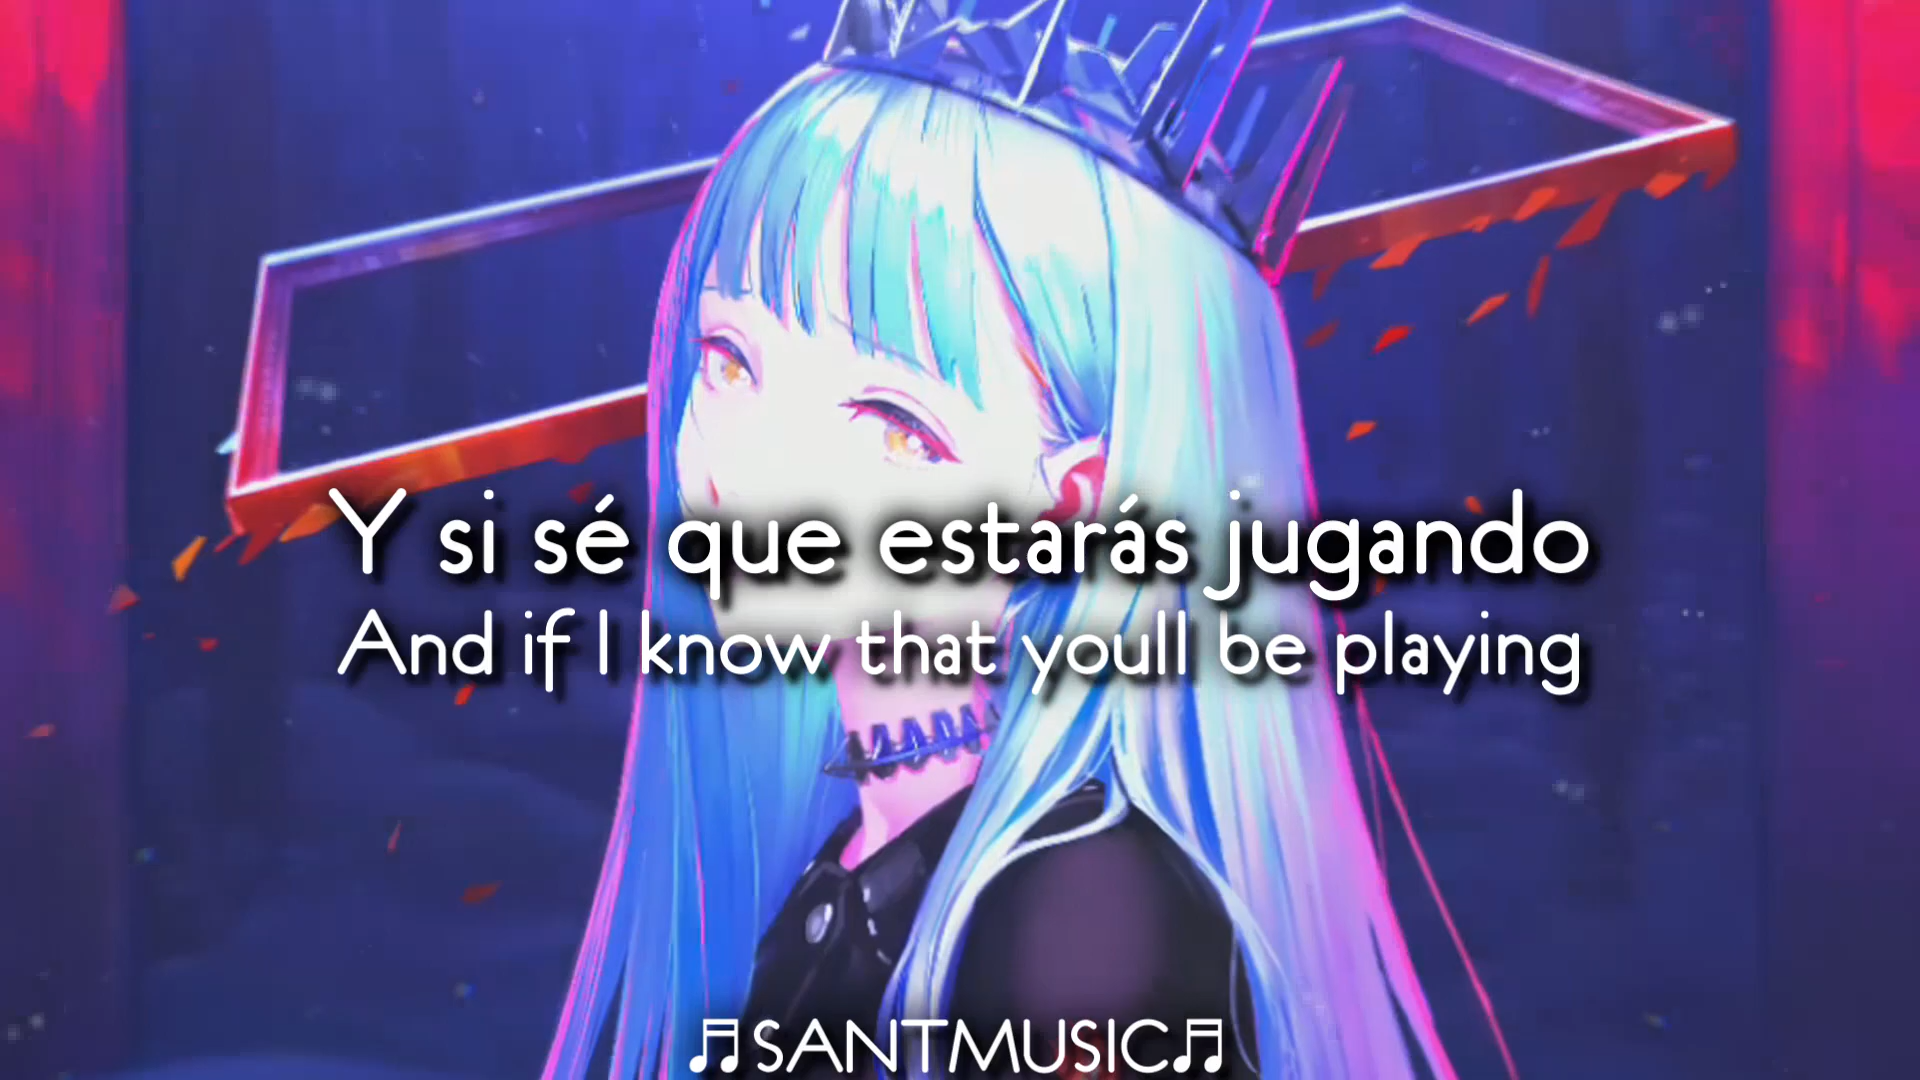 Y si sé que estarás jugando
And if I know that youll be playing
♫SANTMUSIC♫